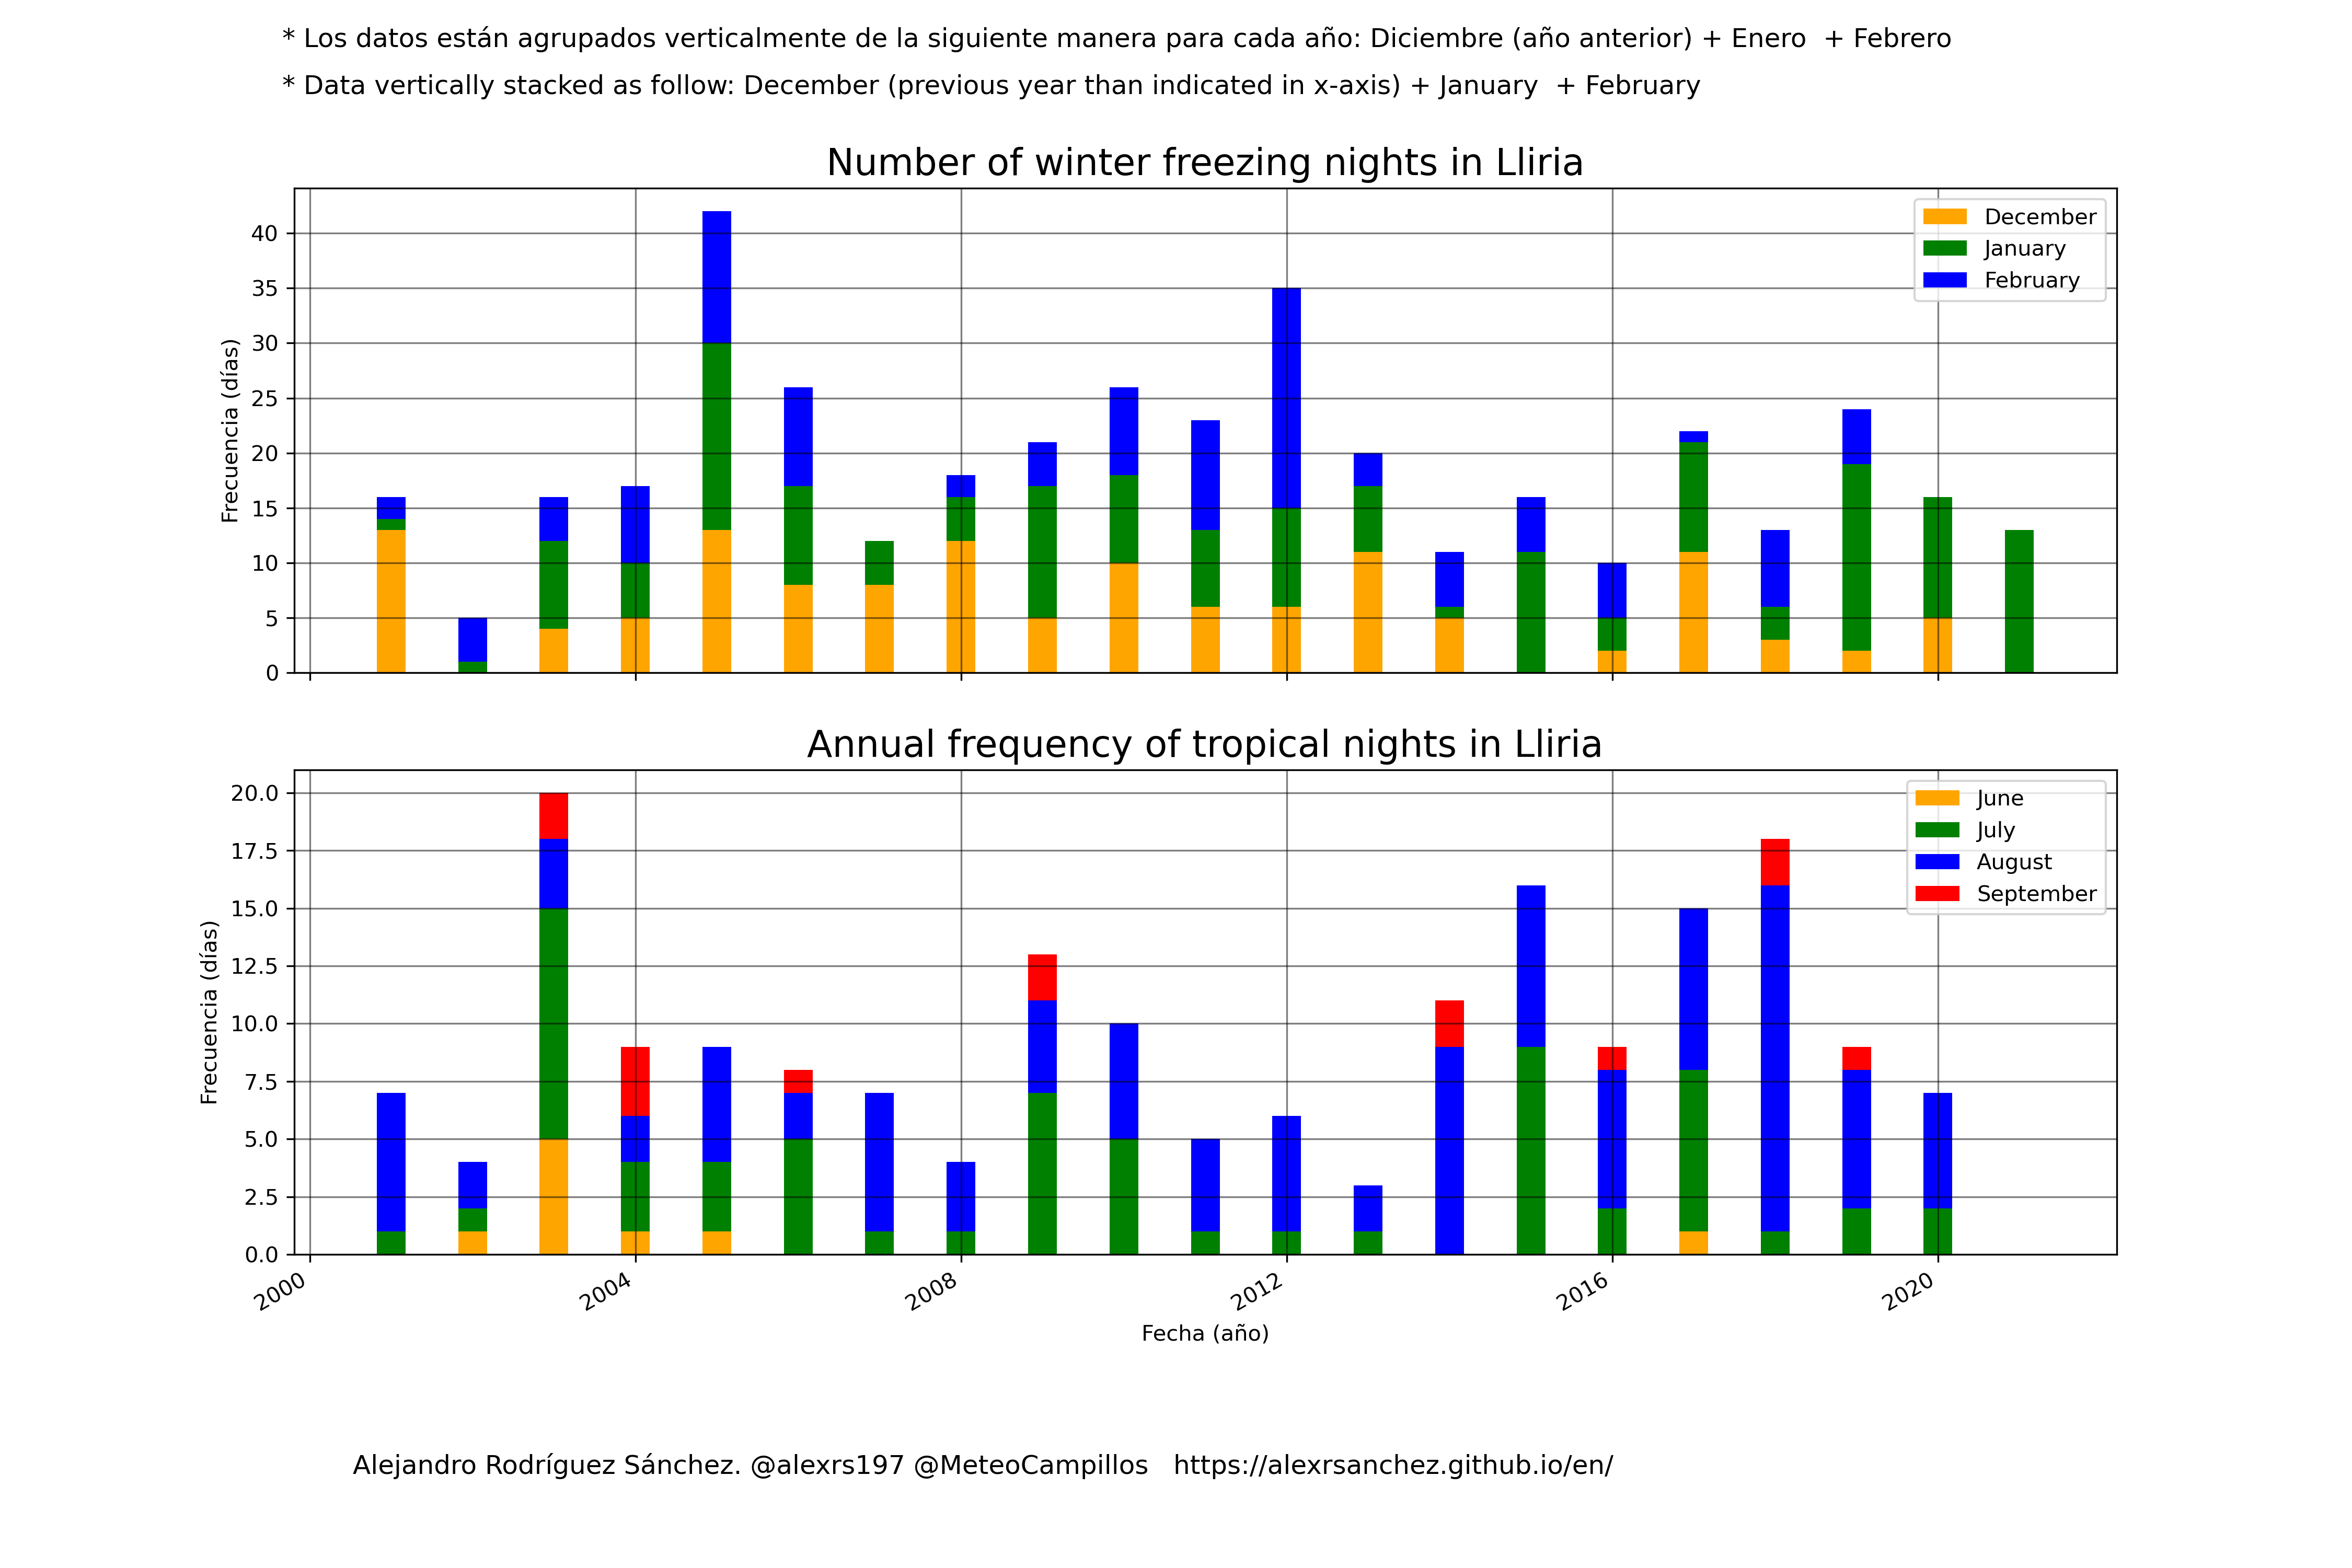 * Los datos están agrupados verticalmente de la siguiente manera para cada año: Diciembre (año anterior) + Enero  + Febrero
* Data vertically stacked as follow: December (previous year than indicated in x-axis) + January  + February
Number of winter freezing nights in Lliria
Frecuencia (días)
40
35
30
25
20
15
10
5
0
December
January
February
Annual frequency of tropical nights in Lliria
Frecuencia (días)
20.0
17.5
15.0
12.5
10.0
7.5
5.0
2.5
0.0
June
July
August
September
2000
2004
2008
2012
2016
2020
Fecha (año)
Alejandro Rodríguez Sánchez. @alexrs197 @MeteoCampillos   https://alexrsanchez.github.io/en/